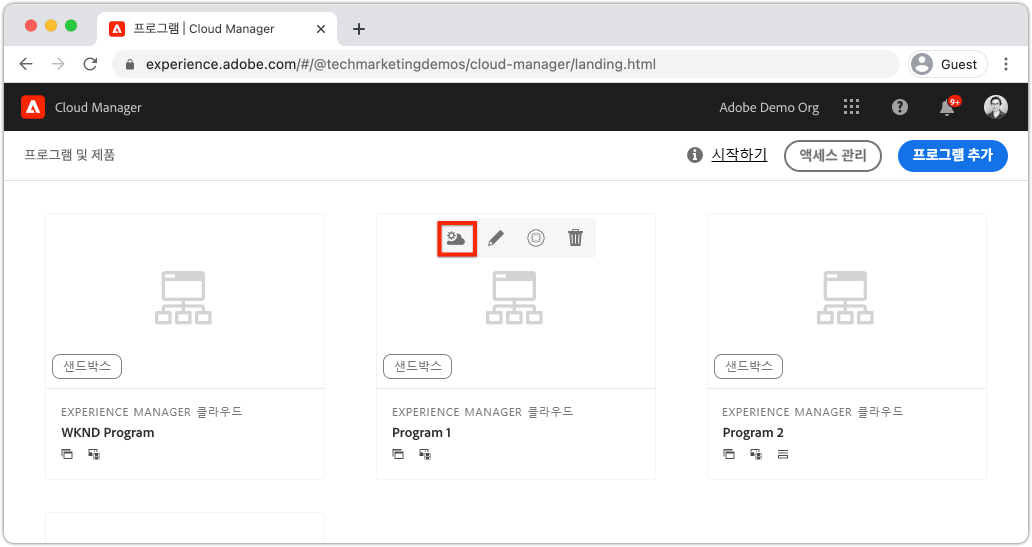 프로그램 | Cloud Manager
experience.adobe.com/#/@techmarketingdemos/cloud-manager/landing.html
Guest
Cloud Manager
Adobe Demo Org
9+
프로그램 및 제품
시작하기
액세스 관리
프로그램 추가
샌드박스
샌드박스
샌드박스
EXPERIENCE MANAGER 클라우드
EXPERIENCE MANAGER 클라우드
EXPERIENCE MANAGER 클라우드
WKND Program
Program 1
Program 2